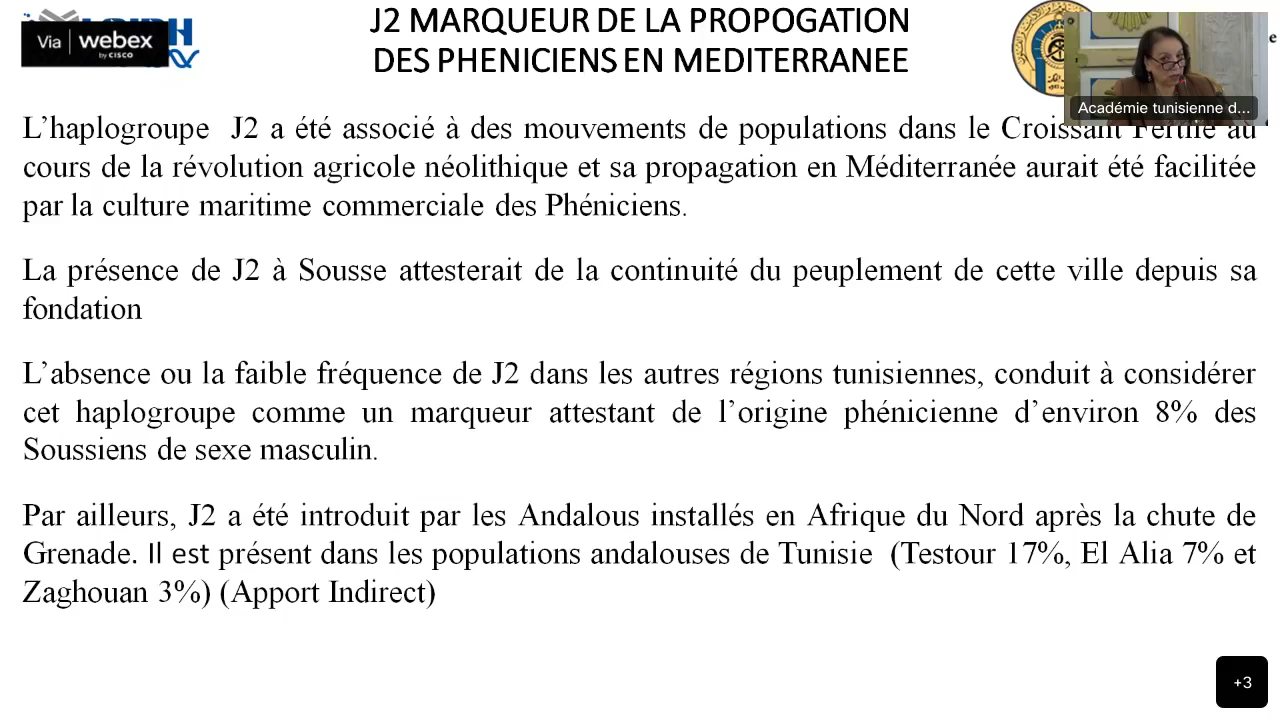 J2 MARQUEUR DE LA PROPOGATION
DES PHENICIENS EN MEDITERRANEE
Via | webex
by CISCO
Académie tunisienne d...
L’haplogroupe J2 a été associé à des mouvements de populations dans le Croissant Fertile au
cours de la révolution agricole néolithique et sa propagation en Méditerranée aurait été facilitée
par la culture maritime commerciale des Phéniciens.
La présence de J2 à Sousse attesterait de la continuité du peuplement de cette ville depuis sa
fondation
L’absence ou la faible fréquence de J2 dans les autres régions tunisiennes, conduit à considérer
cet haplogroupe comme un marqueur attestant de l’origine phénicienne d’environ 8% des
Soussiens de sexe masculin.
Par ailleurs, J2 a été introduit par les Andalous installés en Afrique du Nord après la chute de
Grenade. Il est présent dans les populations andalouses de Tunisie (Testour 17%, El Alia 7% et
Zaghouan 3%) (Apport Indirect)
+3